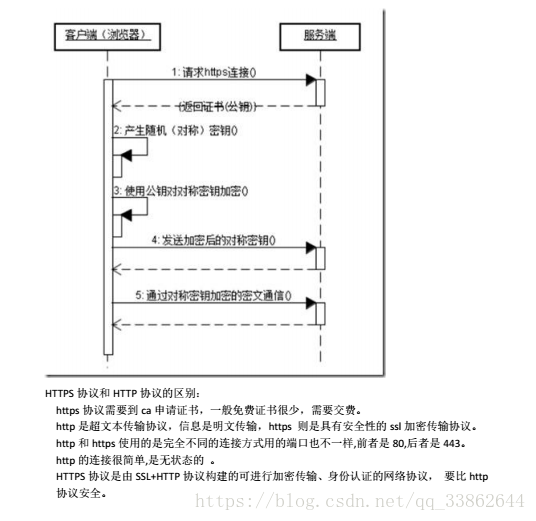 客户端（浏览器）
服务端
1: 请求https连接()
(返回证书(公钥))
2: 产生随机（对称）密钥()
3: 使用公钥对对称密钥加密()
4: 发送加密后的对称密钥()
5: 通过对称密钥加密的密文通信()
HTTPS 协议和 HTTP 协议的区别：
https 协议需要到 ca 申请证书，一般免费证书很少，需要交费。
http 是超文本传输协议，信息是明文传输，https 则是具有安全性的 ssl 加密传输协议。
http 和 https 使用的是完全不同的连接方式用的端口也不一样,前者是 80,后者是 443。
http 的连接很简单,是无状态的 。
HTTPS 协议是由 SSL+HTTP 协议构建的可进行加密传输、身份认证的网络协议， 要比 http
协议安全。
https://blog.csdn.net/qq_33862644